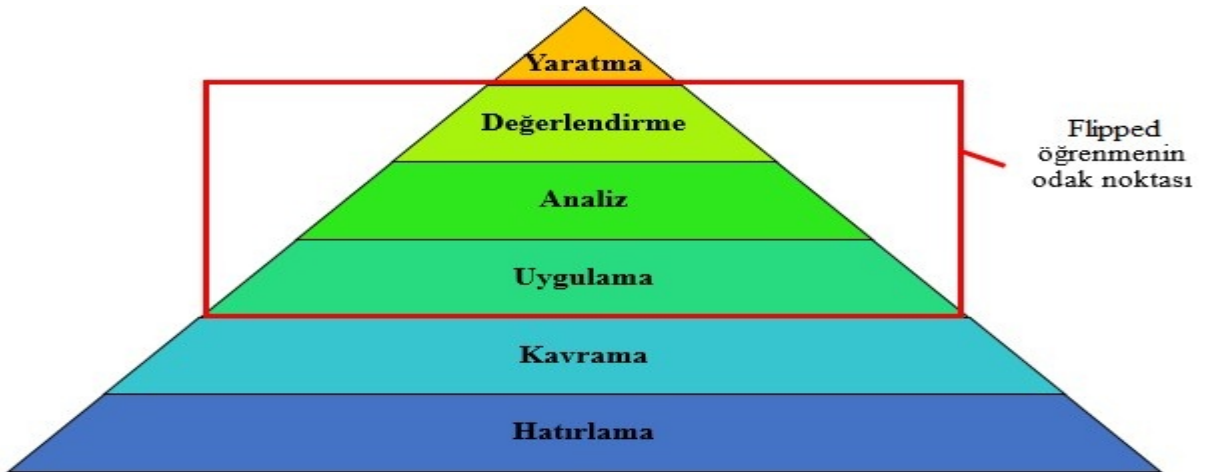 Yaratma
Değerlendirme
Analiz
Uygulama
Kavrama
Hatırlama
Flipped
öğrenmenin
odak noktası